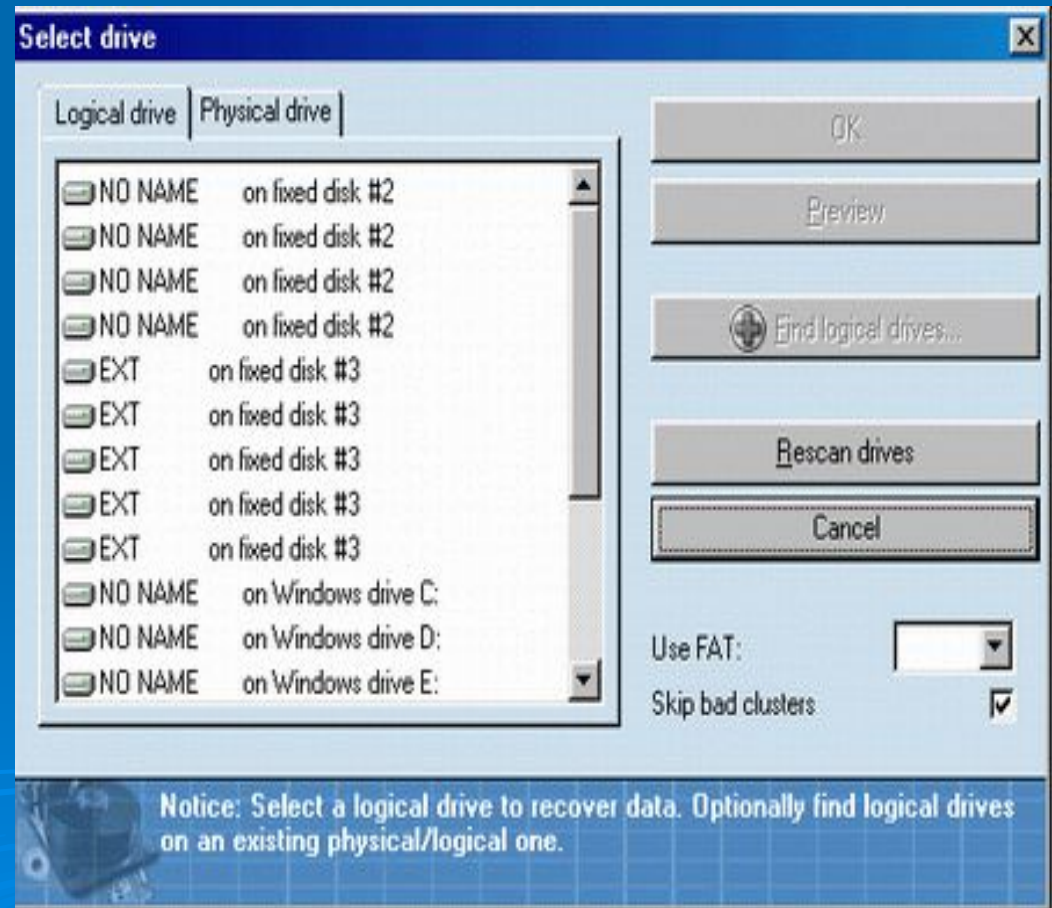 Select drive
Logical drive
Physical drive
NO NAME on fixed disk #2
NO NAME on fixed disk #2
NO NAME on fixed disk #2
NO NAME on fixed disk #2
EXT on fixed disk #3
EXT on fixed disk #3
EXT on fixed disk #3
EXT on fixed disk #3
EXT on fixed disk #3
NO NAME on Windows drive C:
NO NAME on Windows drive D:
NO NAME on Windows drive E:
OK
Preview
Find logical drives...
Rescan drives
Cancel
Use FAT:
Skip bad clusters
Notice: Select a logical drive to recover data. Optionally find logical drives
on an existing physical/logical one.